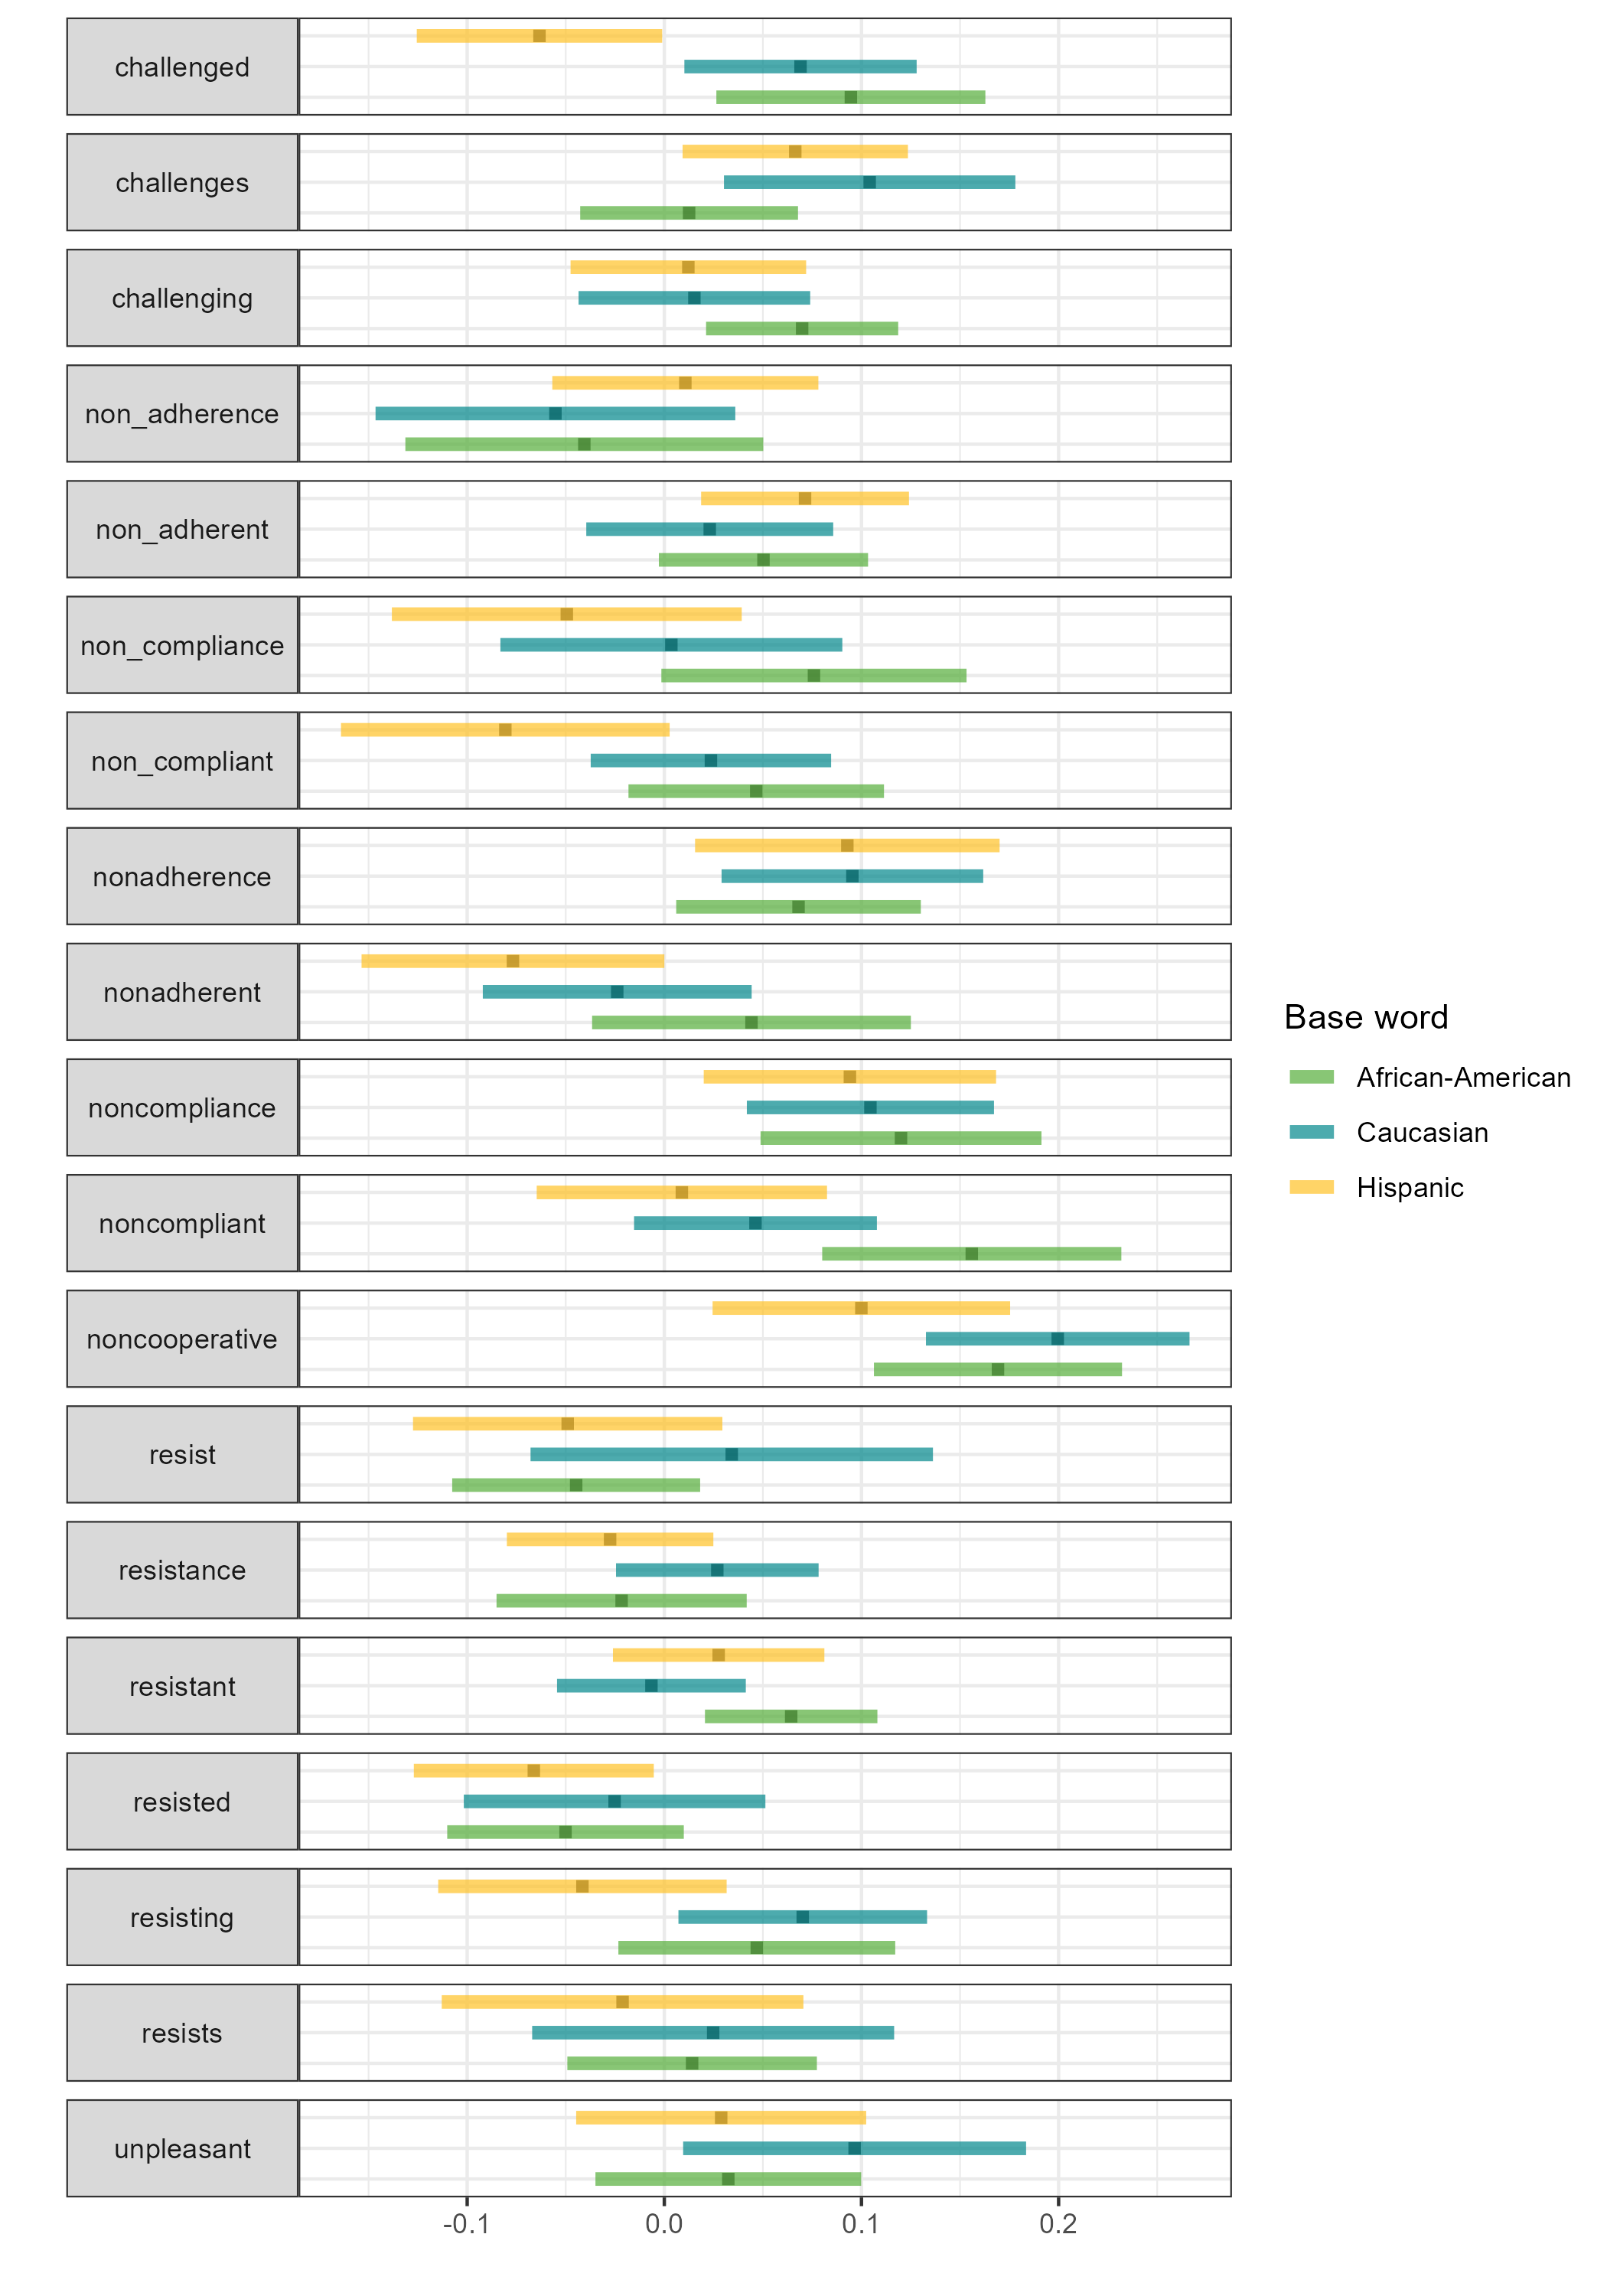 challenged
challenges
challenging
non_adherence
non_adherent
non_compliance
non_compliant
nonadherence
nonadherent
noncompliance
noncompliant
noncooperative
resist
resistance
resistant
resisted
resisting
resists
unpleasant
-0.1 0.0 0.1 0.2
Base word
African-American
Caucasian
Hispanic